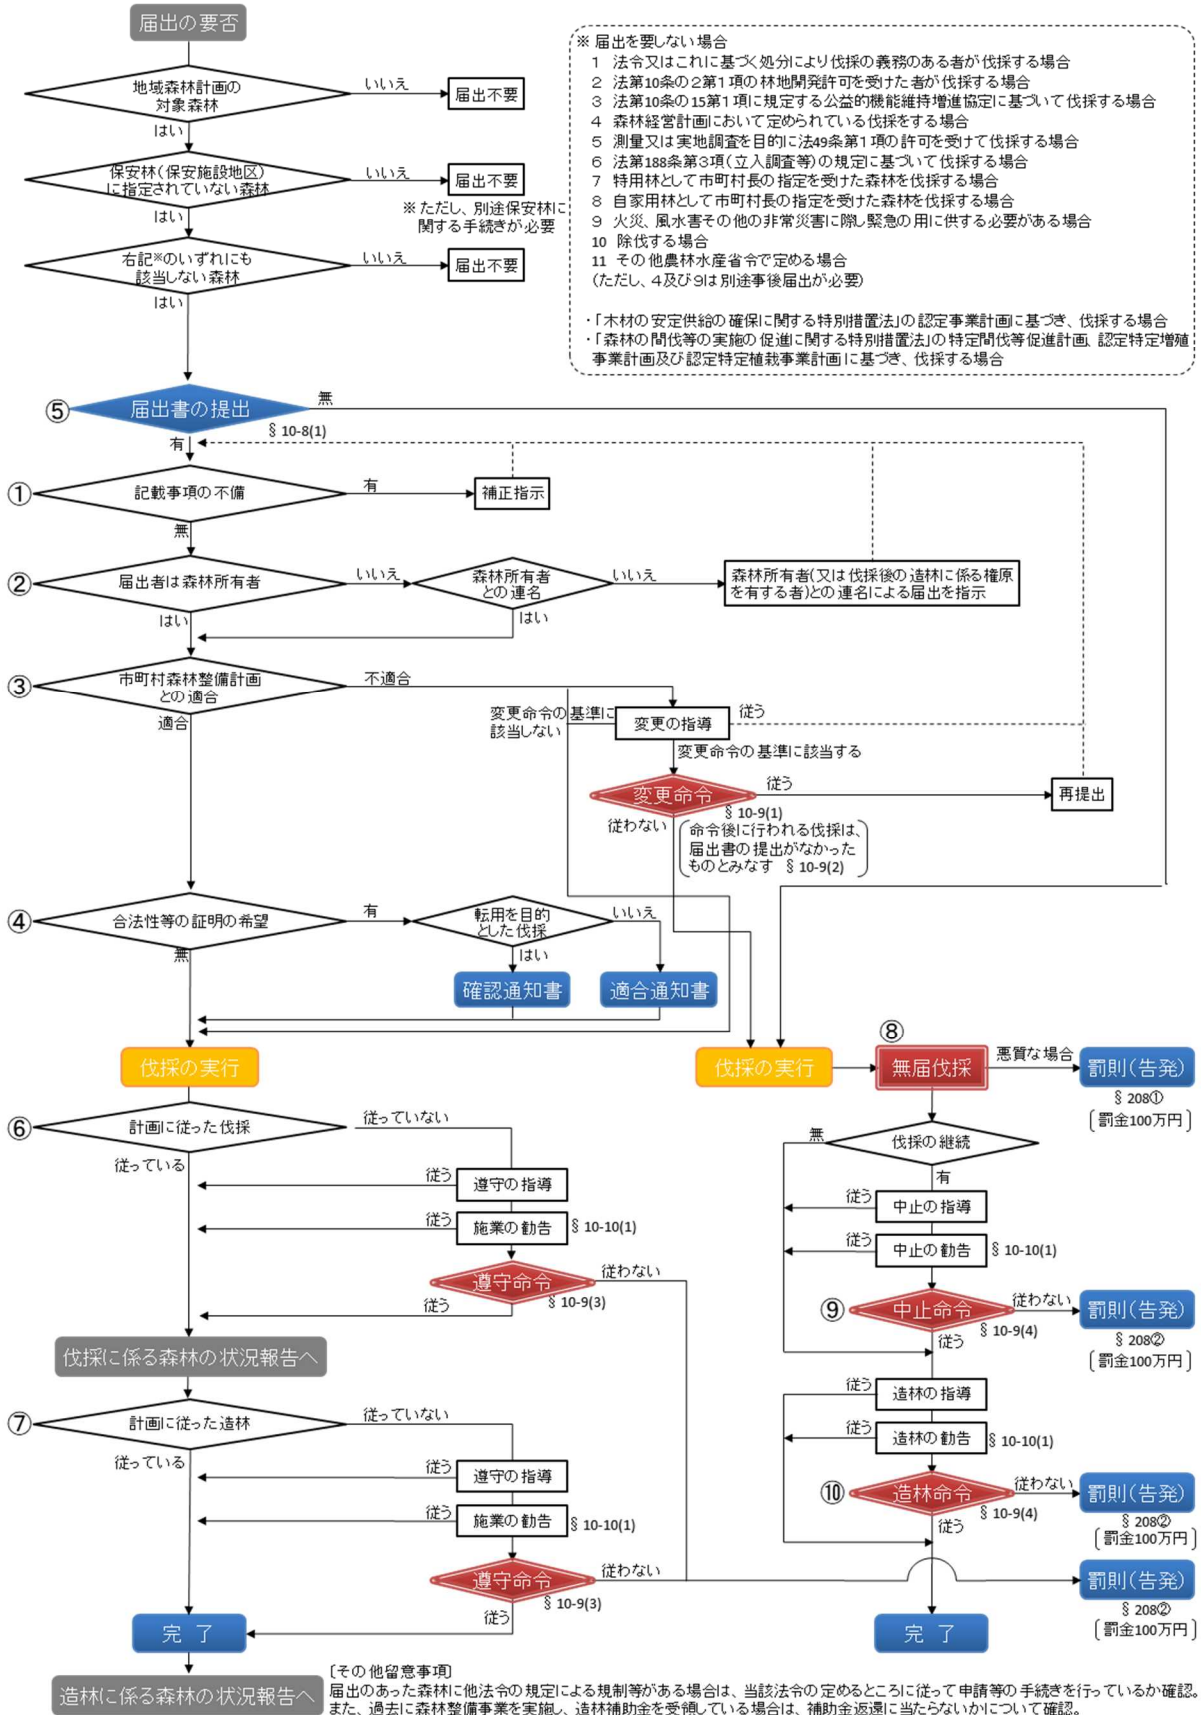 届出の要否
地域森林計画の
対象森林
いいえ
届出不要
はい
保安林(保安施設地区)
に指定されていない森林
いいえ
届出不要
※ただし、別途保安林に
関する手続きが必要
はい
右記※のいずれにも
該当しない森林
いいえ
届出不要
はい
※ 届出を要しない場合
1 法令又はこれに基づく処分により伐採の義務のある者が伐採する場合
2 法第10条の2第1項の林地開発許可を受けた者が伐採する場合
3 法第10条の15第1項に規定する公益的機能維持増進協定に基づいて伐採する場合
4 森林経営計画において定められている伐採をする場合
5 測量又は実地調査を目的に法49条第1項の許可を受けて伐採する場合
6 法第188条第3項(立入調査等)の規定に基づいて伐採する場合
7 特用林として市町村長の指定を受けた森林を伐採する場合
8 自家用林として市町村長の指定を受けた森林を伐採する場合
9 火災、風水害その他の非常災害に際し緊急の用に供する必要がある場合
10 除伐する場合
11 その他農林水産省令で定める場合
(ただし、4及び9は別途事後届出が必要)
・「木材の安定供給の確保に関する特別措置法」の認定事業計画に基づき、伐採する場合
・「森林の間伐等の実施の促進に関する特別措置法」の特定間伐等促進計画、認定特定増殖
事業計画及び認定特定植栽事業計画に基づき、伐採する場合
⑤
届出書の提出
無
§10-8(1)
有
①
記載事項の不備
有
補正指示
無
②
届出者は森林所有者
いいえ
森林所有者
との連名
いいえ
森林所有者(又は伐採後の造林に係る権原
を有する者)との連名による届出を指示
はい
はい
③
市町村森林整備計画
との適合
不適合
適合
変更命令の基準に
該当しない
変更の指導
従う
変更命令の基準に該当する
変更命令
従う
再提出
§10-9(1)
従わない
命令後に行われる伐採は、
届出書の提出がなかった
ものとみなす §10-9(2)
④
合法性等の証明の希望
有
転用を目的
とした伐採
いいえ
無
はい
確認通知書
適合通知書
伐採の実行
伐採の実行
⑧
無届伐採
悪質な場合
罰則(告発)
§208①
〔罰金100万円〕
⑥
計画に従った伐採
従っていない
従っている
従う
遵守の指導
従う
施業の勧告
§10-10(1)
遵守命令
従わない
§10-9(3)
従う
無
伐採の継続
有
従う
中止の指導
従う
中止の勧告
§10-10(1)
⑨
中止命令
従わない
罰則(告発)
§10-9(4)
§208②
〔罰金100万円〕
従う
伐採に係る森林の状況報告へ
⑦
計画に従った造林
従っていない
従っている
従う
遵守の指導
従う
施業の勧告
§10-10(1)
遵守命令
従わない
§10-9(3)
従う
従う
造林の指導
従う
造林の勧告
§10-10(1)
⑩
造林命令
従わない
罰則(告発)
§10-9(4)
§208②
〔罰金100万円〕
従う
罰則(告発)
§208②
〔罰金100万円〕
完 了
完 了
造林に係る森林の状況報告へ
〔その他留意事項〕
届出のあった森林に他法令の規定による規制等がある場合は、当該法令の定めるところに従って申請等の手続きを行っているか確認。
また、過去に森林整備事業を実施し、造林補助金を受領している場合は、補助金返還に当たらないかについて確認。